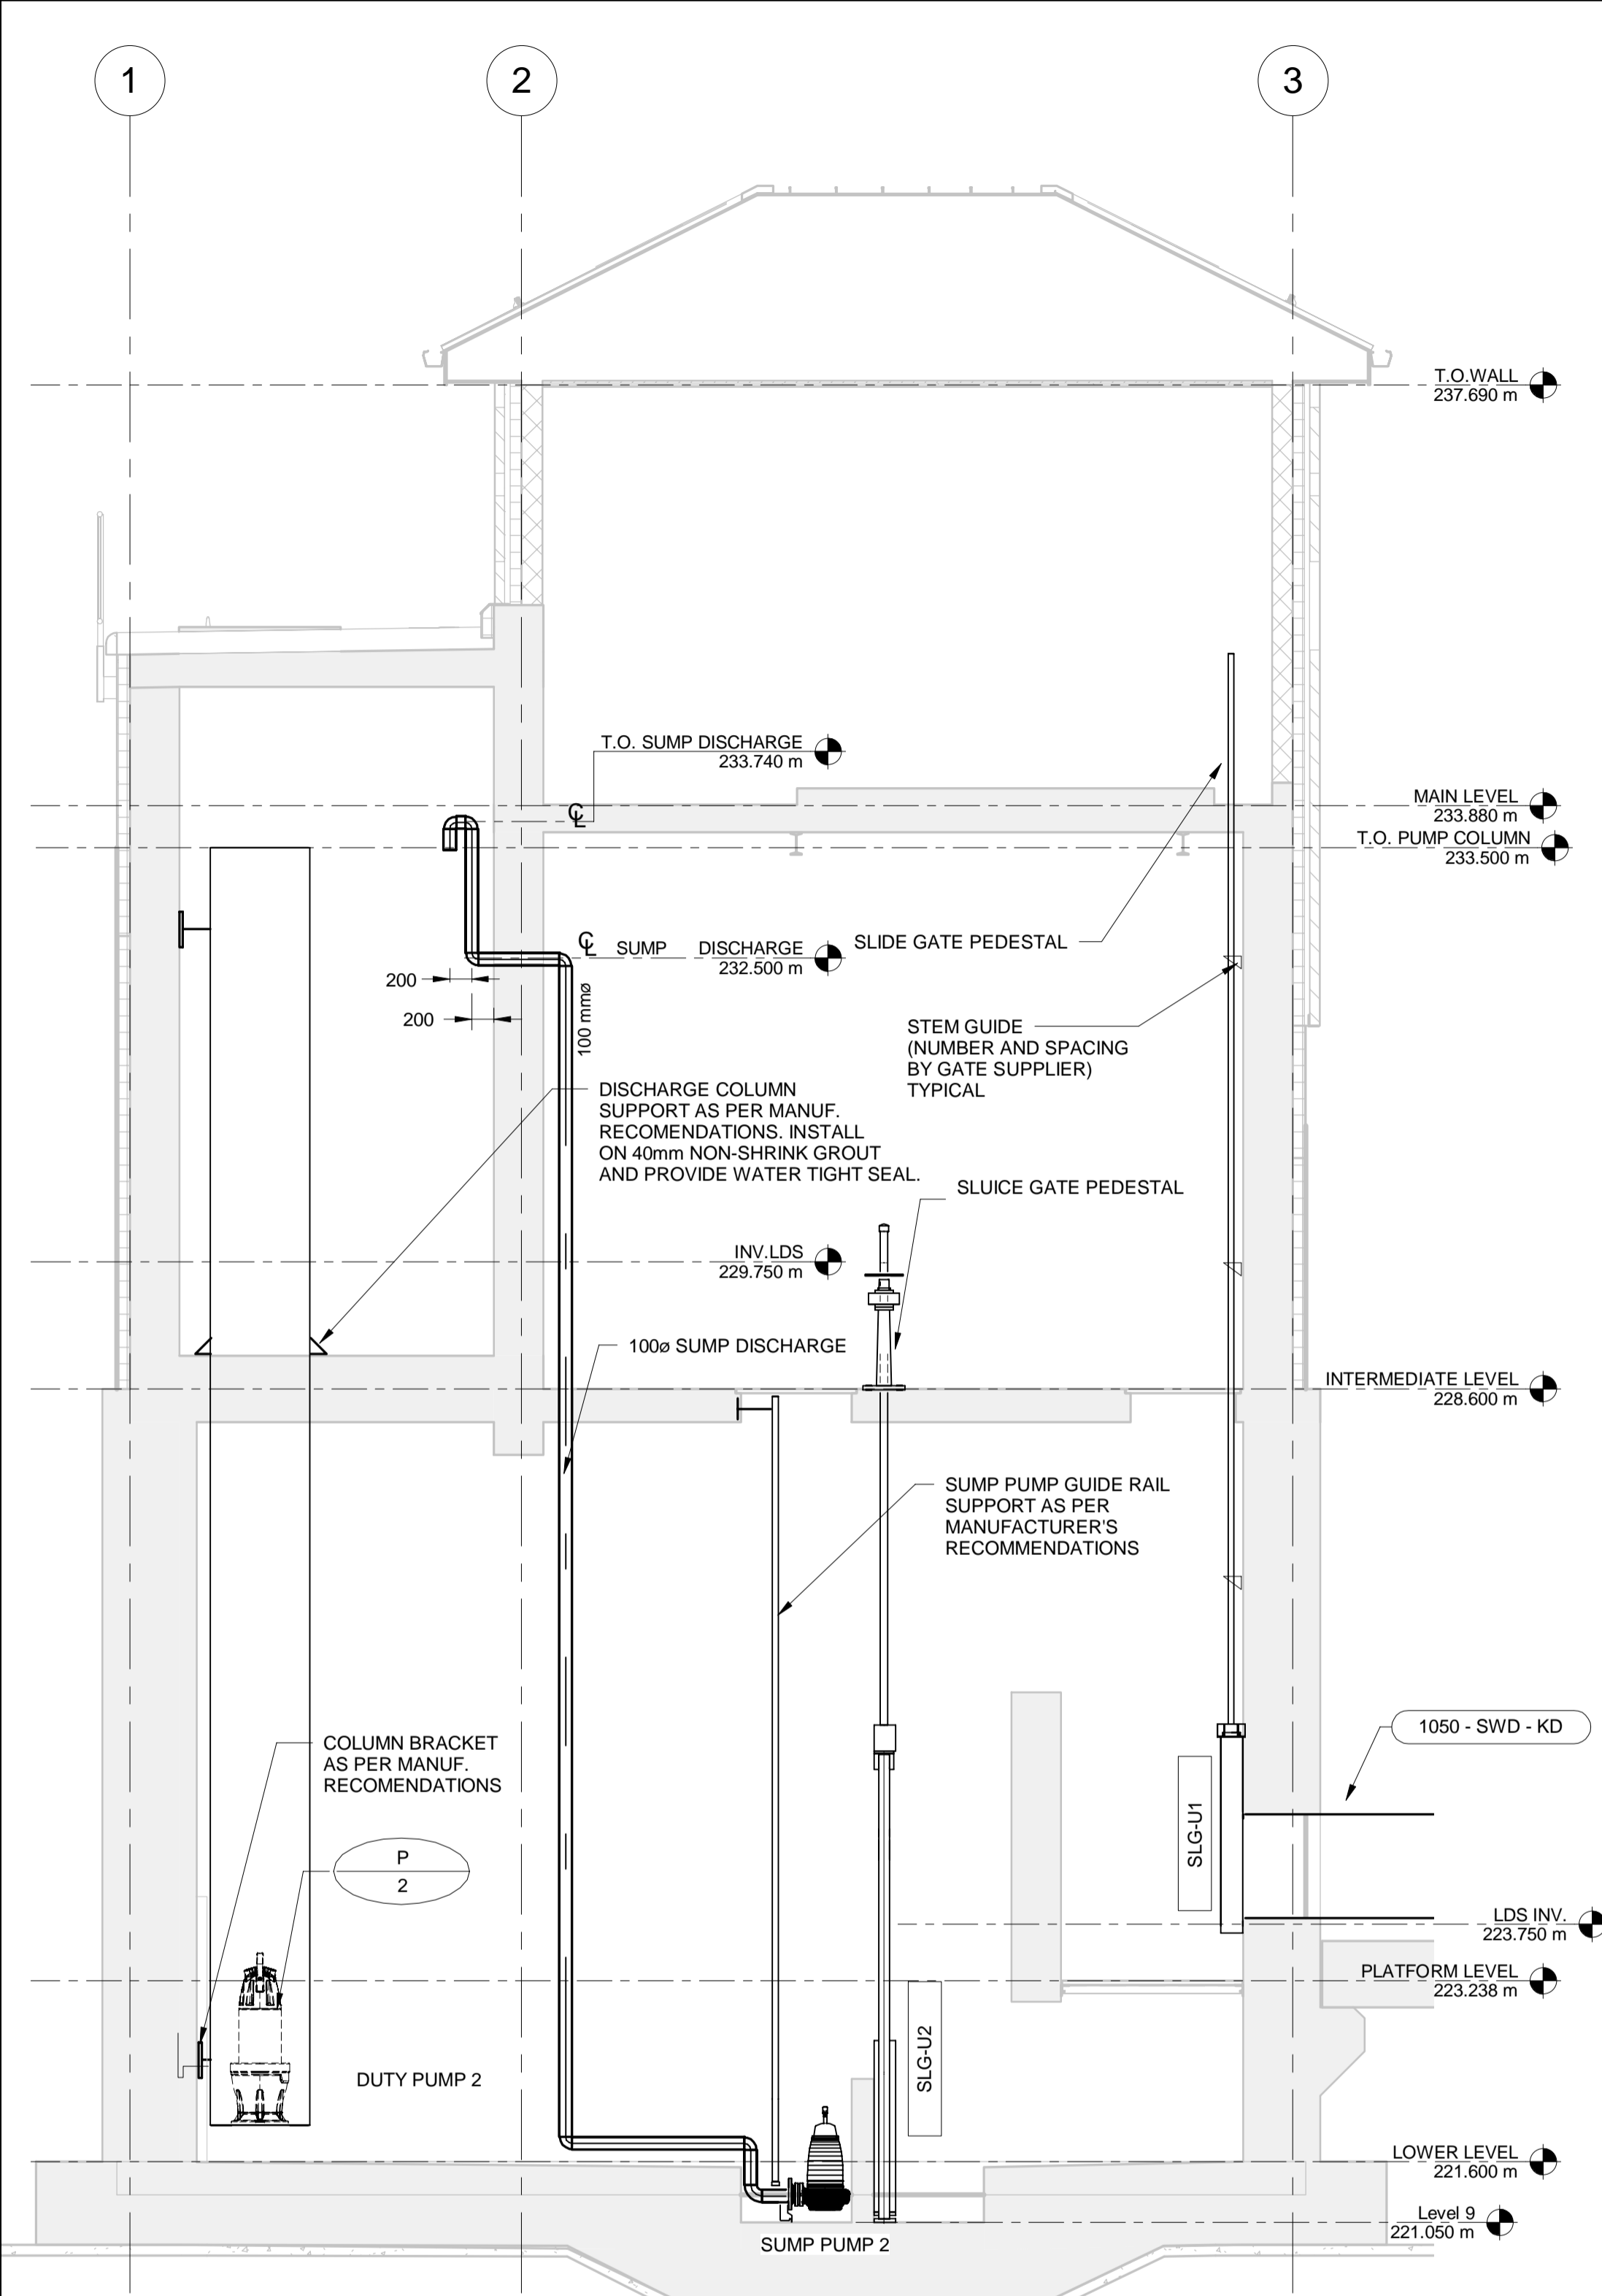 1
2
3
T.O.WALL
237.690 m
T.O. SUMP DISCHARGE
233.740 m
MAIN LEVEL
233.880 m
T.O. PUMP COLUMN
233.500 m
℄
℄ SUMP DISCHARGE
232.500 m
SLIDE GATE PEDESTAL
200
200
100 mmø
STEM GUIDE
(NUMBER AND SPACING
BY GATE SUPPLIER)
TYPICAL
DISCHARGE COLUMN
SUPPORT AS PER MANUF.
RECOMENDATIONS. INSTALL
ON 40mm NON-SHRINK GROUT
AND PROVIDE WATER TIGHT SEAL.
SLUICE GATE PEDESTAL
INV.LDS
229.750 m
100ø SUMP DISCHARGE
INTERMEDIATE LEVEL
228.600 m
SUMP PUMP GUIDE RAIL
SUPPORT AS PER
MANUFACTURER'S
RECOMMENDATIONS
1050 - SWD - KD
COLUMN BRACKET
AS PER MANUF.
RECOMENDATIONS
SLG-U1
P
2
LDS INV.
223.750 m
PLATFORM LEVEL
223.238 m
SLG-U2
DUTY PUMP 2
LOWER LEVEL
221.600 m
Level 9
221.050 m
SUMP PUMP 2